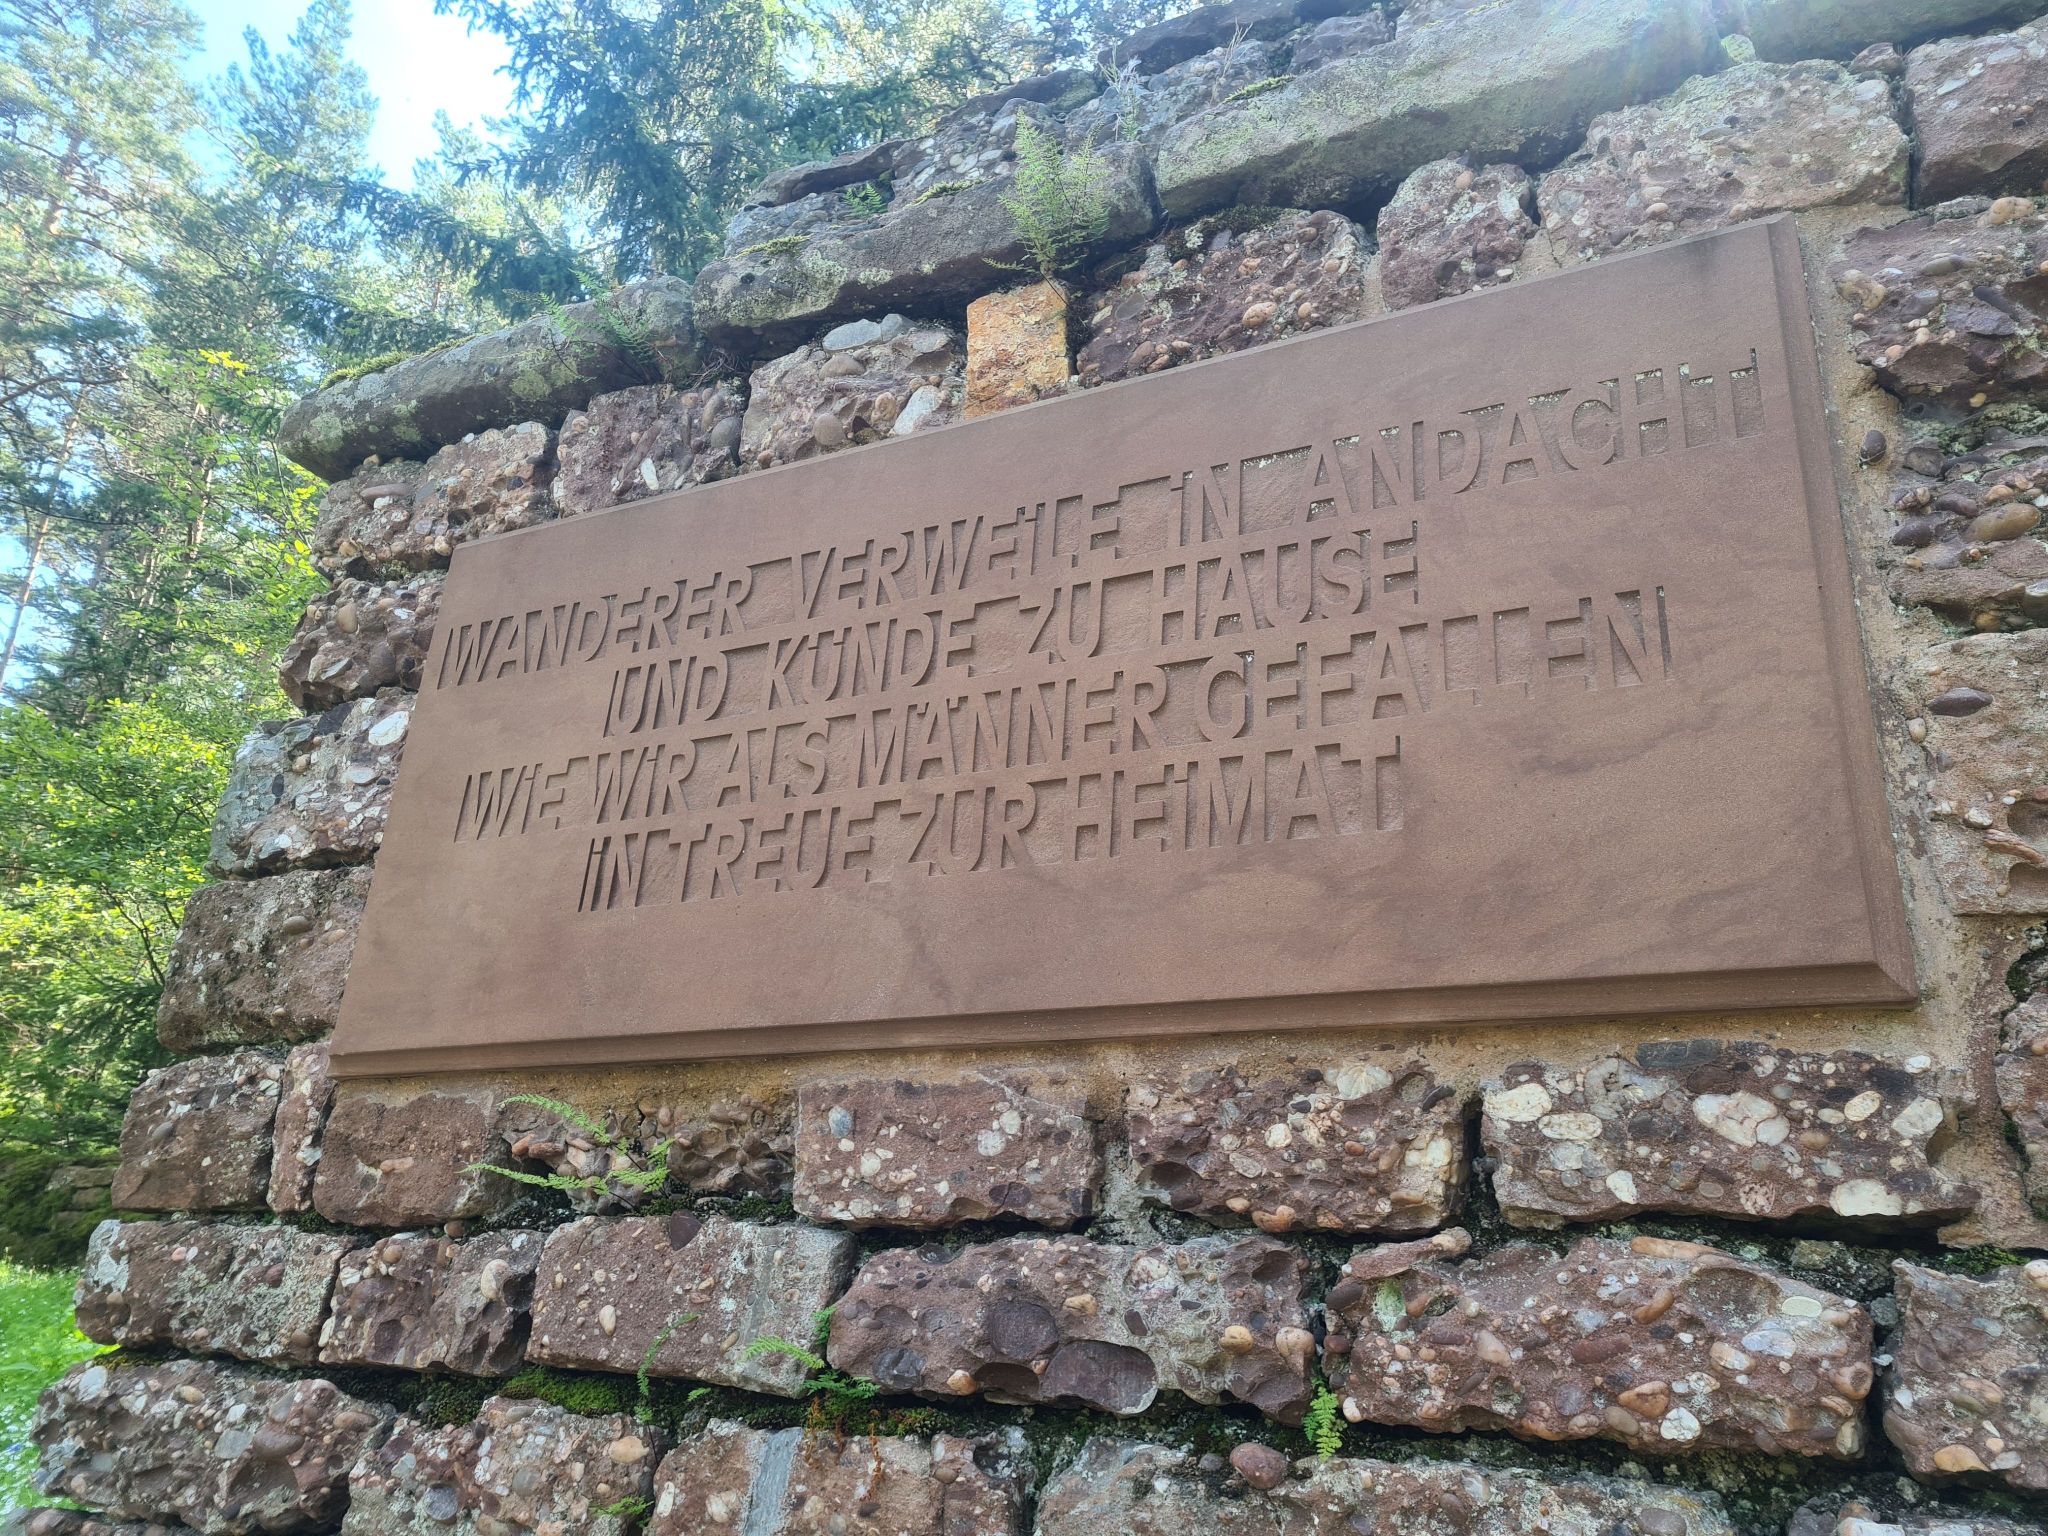 WANDERER VERWEiLE iN ANDACHT
UND KÜNDE ZU HAUSE
WiE WiR ALS MÄNNER GEFALLEN
iN TREUE ZUR HEiMAT